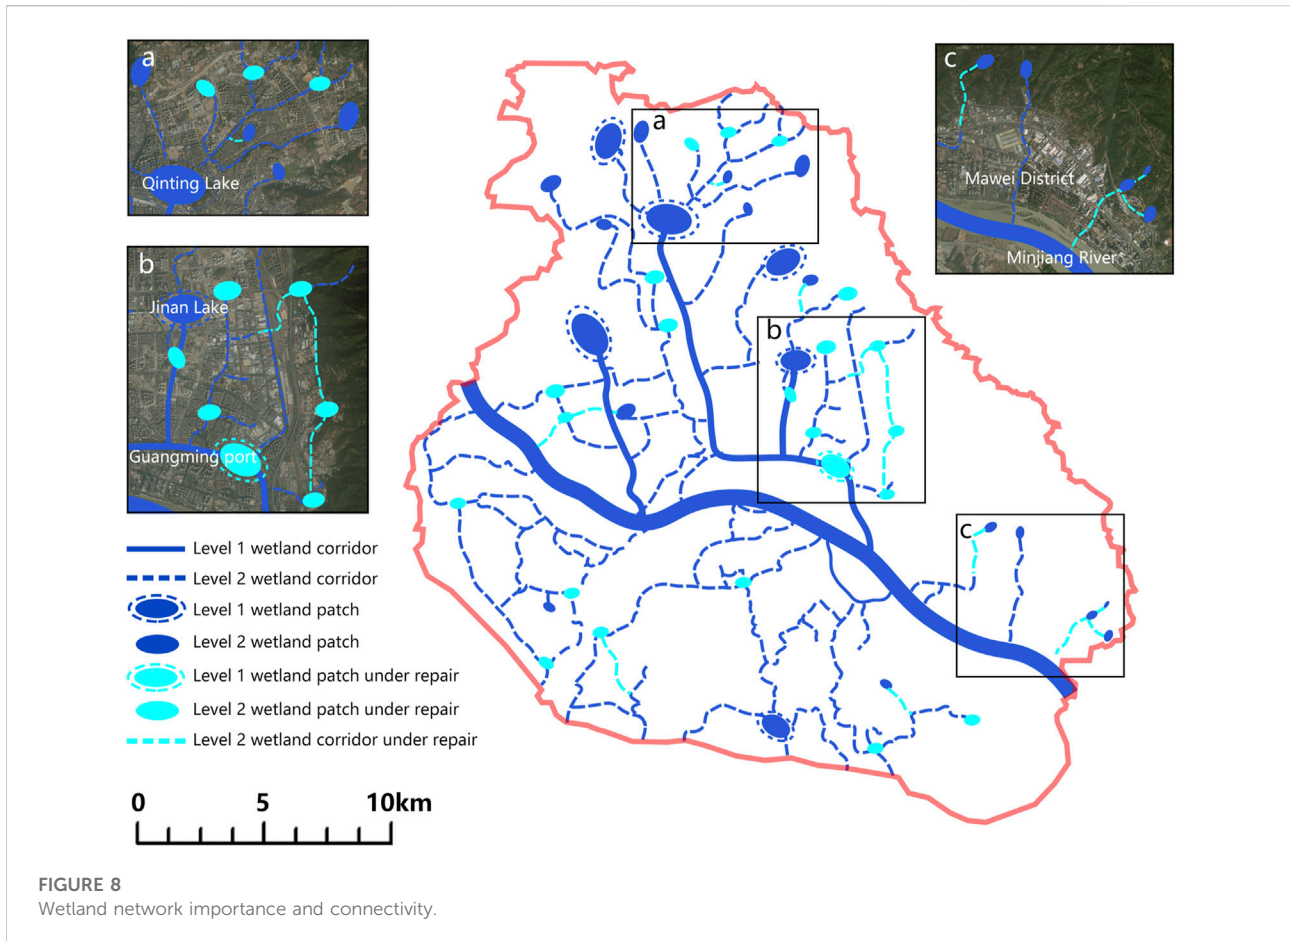 a
Qinting Lake
b
Jinan Lake
Guangming port
c
Mawei District
Minjiang River
a
b
c
Level 1 wetland corridor
Level 2 wetland corridor
Level 1 wetland patch
Level 2 wetland patch
Level 1 wetland patch under repair
Level 2 wetland patch under repair
Level 2 wetland corridor under repair
0 5 10km
FIGURE 8
Wetland network importance and connectivity.